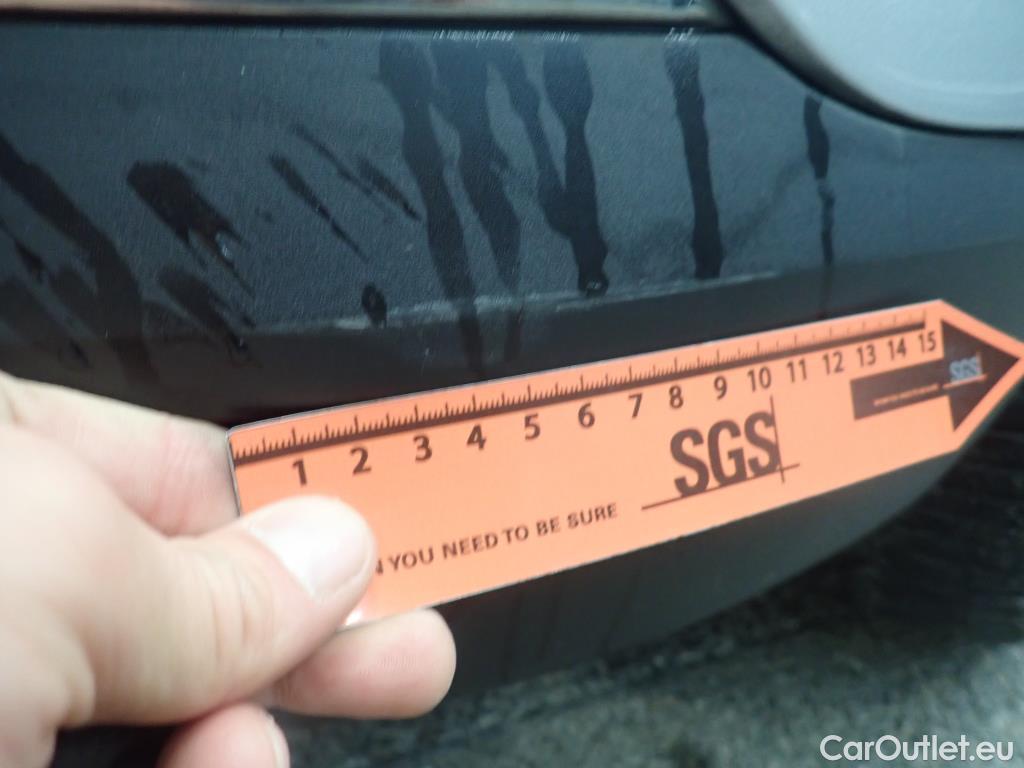 1 2 3 4 5 6 7 8 9 10 11 12 13 14 15
SGS
SGS
N YOU NEED TO BE SURE
CarOutlet.eu